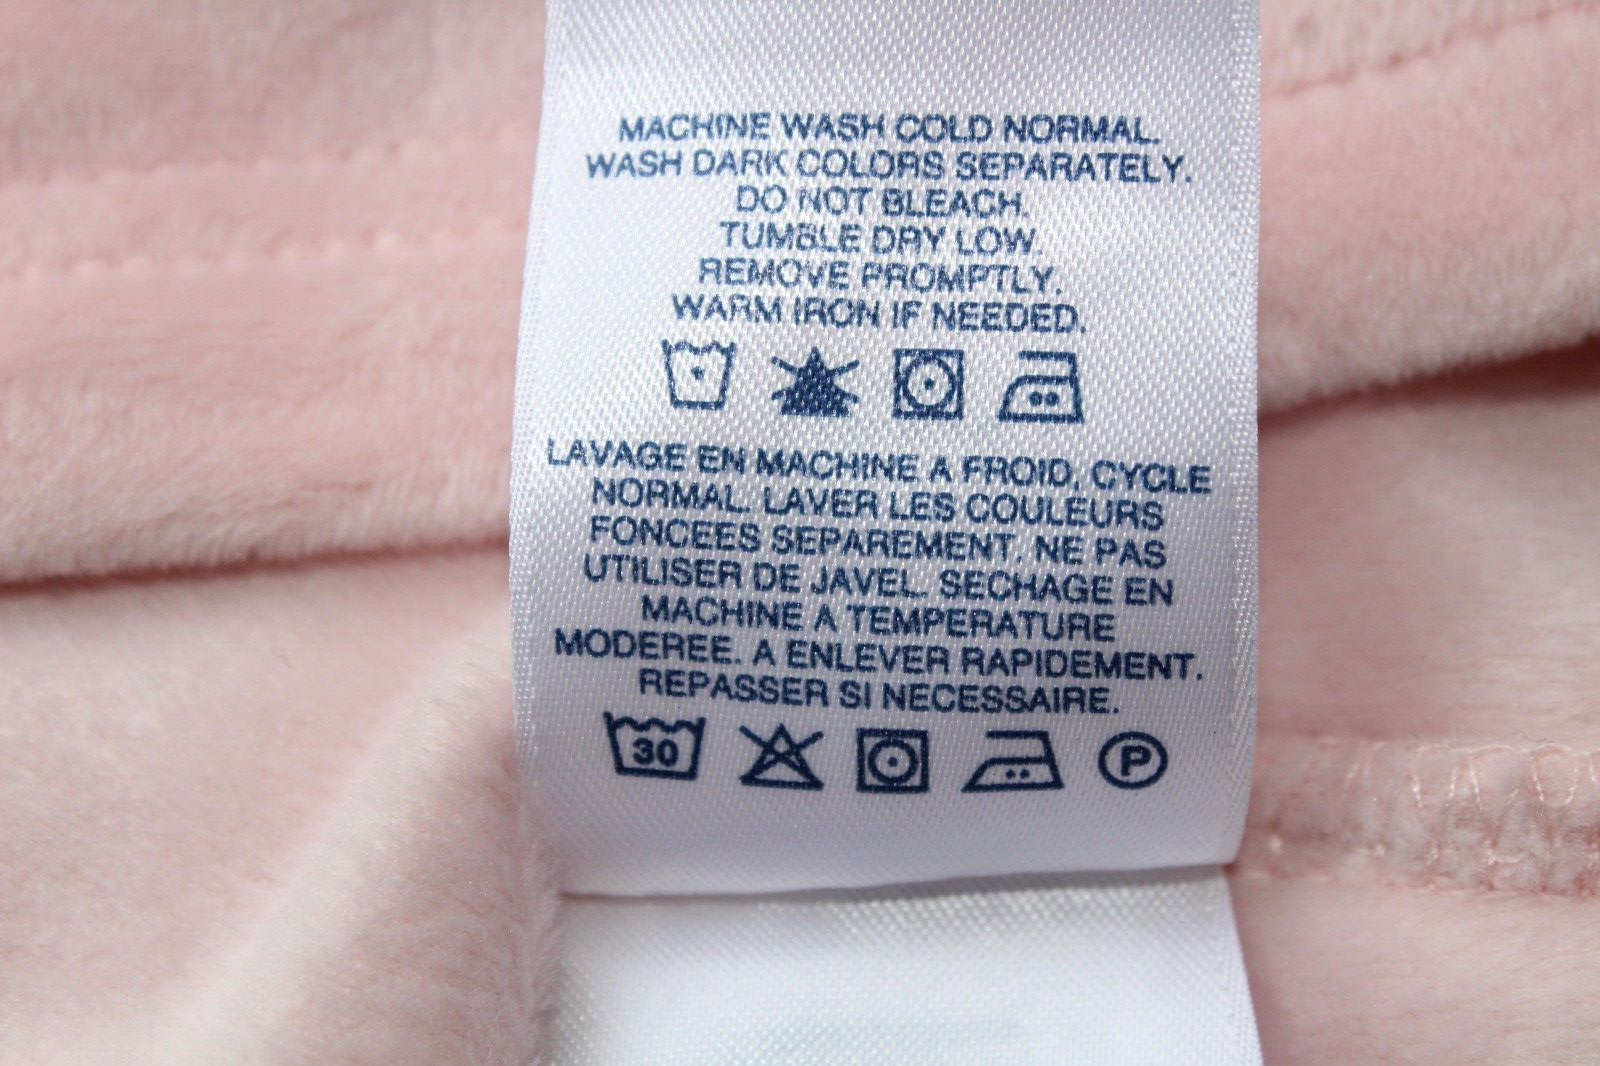 MACHINE WASH COLD NORMAL.
WASH DARK COLORS SEPARATELY.
DO NOT BLEACH.
TUMBLE DRY LOW.
REMOVE PROMPTLY.
WARM IRON IF NEEDED.
LAVAGE EN MACHINE A FROID, CYCLE
NORMAL. LAVER LES COULEURS
FONCEES SEPAREMENT. NE PAS
UTILISER DE JAVEL. SECHAGE EN
MACHINE A TEMPERATURE
MODEREE. A ENLEVER RAPIDEMENT.
REPASSER SI NECESSAIRE.
30 P